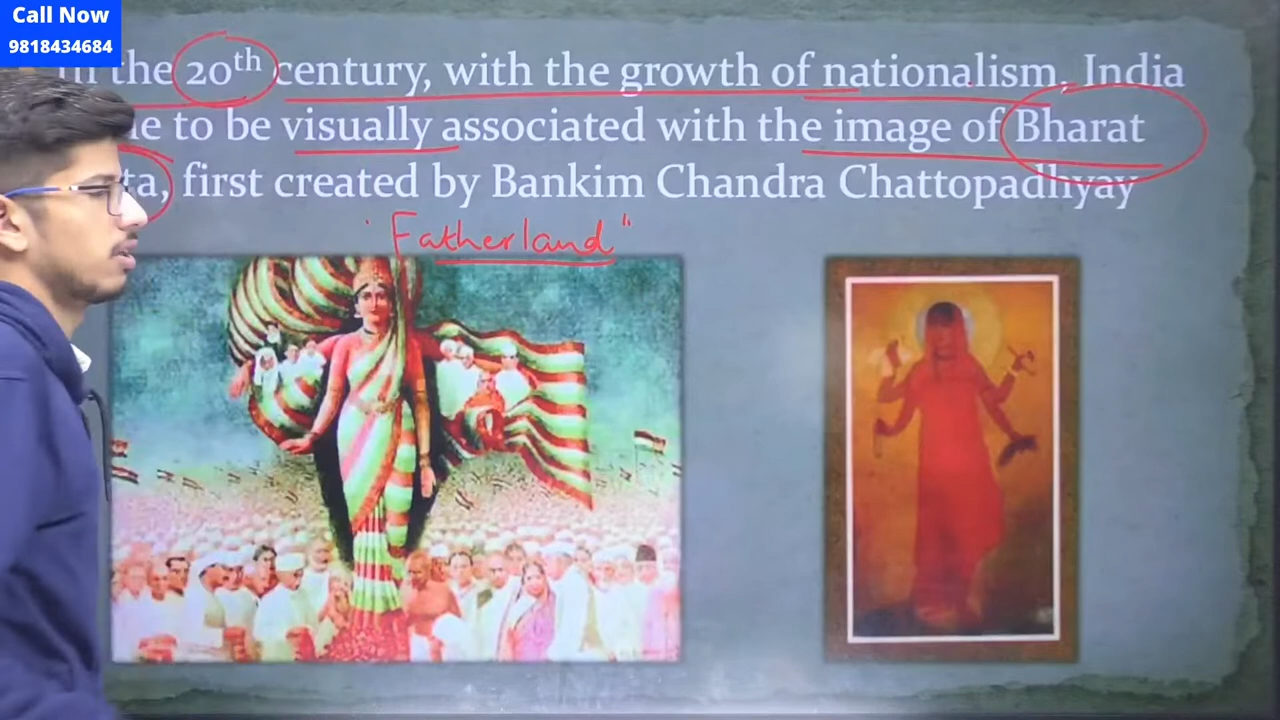 Call Now
9818434684
the 20th century, with the growth of nationalism, India
to be visually associated with the image of Bharat
first created by Bankim Chandra Chattopadhyay
"Fatherland"